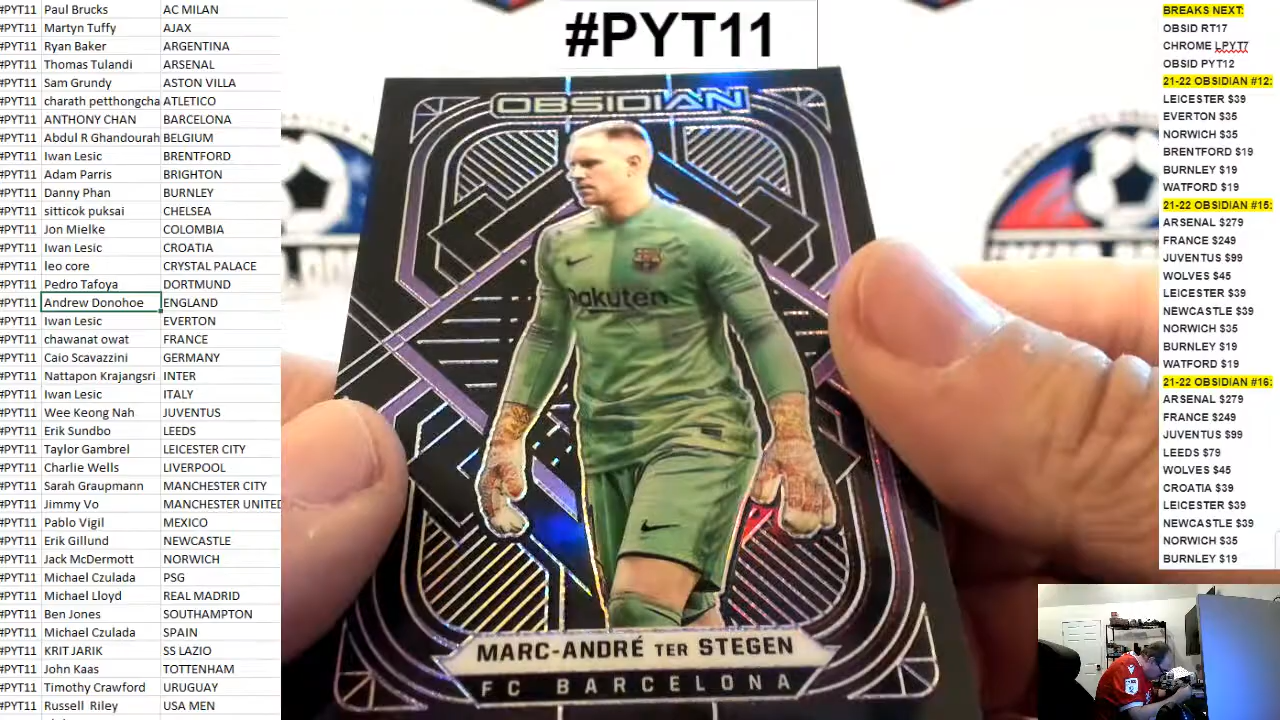 #PYT11 Paul Brucks AC MILAN
#PYT11 Martyn Tuffy AJAX
#PYT11 Ryan Baker ARGENTINA
#PYT11 Thomas Tulandi ARSENAL
#PYT11 Sam Grundy ASTON VILLA
#PYT11 charath petthongcha ATLETICO
#PYT11 ANTHONY CHAN BARCELONA
#PYT11 Abdul R Ghandourah BELGIUM
#PYT11 Iwan Lesic BRENTFORD
#PYT11 Adam Parris BRIGHTON
#PYT11 Danny Phan BURNLEY
#PYT11 sitticok puksai CHELSEA
#PYT11 Jon Mielke COLOMBIA
#PYT11 Iwan Lesic CROATIA
#PYT11 leo core CRYSTAL PALACE
#PYT11 Pedro Tafoya DORTMUND
#PYT11 Andrew Donohoe ENGLAND
#PYT11 Iwan Lesic EVERTON
#PYT11 chawanat virat FRANCE
#PYT11 Caio Scavazzini GERMANY
#PYT11 Nattapon Krajangsri INTER
#PYT11 Iwan Lesic ITALY
#PYT11 Wee Keong Nah JUVENTUS
#PYT11 Erik Sundbo LEEDS
#PYT11 Taylor Gambrel LEICESTER CITY
#PYT11 Charlie Wells LIVERPOOL
#PYT11 Sarah Graupmann MANCHESTER CITY
#PYT11 Jimmy Vo MANCHESTER UNITED
#PYT11 Pablo Vigil MEXICO
#PYT11 Erik Gillund NEWCASTLE
#PYT11 Jack McDermott NORWICH
#PYT11 Michael Czulada PSG
#PYT11 Michael Lloyd REAL MADRID
#PYT11 Ben Jones SOUTHAMPTON
#PYT11 Michael Czulada SPAIN
#PYT11 KRIT JARIK SS LAZIO
#PYT11 John Kaas TOTTENHAM
#PYT11 Timothy Crawford URUGUAY
#PYT11 Russell Riley USA MEN
#PYT11
OBSIDIAN
Rakuten
MARC-ANDRÉ TER STEGEN
FC BARCELONA
BREAKS NEXT:
OBSID RT17
CHROME LPYT7
OBSID PYT12
21-22 OBSIDIAN #12:
LEICESTER $39
EVERTON $35
NORWICH $35
BRENTFORD $19
BURNLEY $19
WATFORD $19
21-22 OBSIDIAN #15:
ARSENAL $279
FRANCE $249
JUVENTUS $99
WOLVES $45
LEICESTER $39
NEWCASTLE $39
NORWICH $35
BURNLEY $19
WATFORD $19
21-22 OBSIDIAN #16:
ARSENAL $279
FRANCE $249
JUVENTUS $99
LEEDS $79
WOLVES $45
CROATIA $39
LEICESTER $39
NEWCASTLE $39
NORWICH $35
BURNLEY $19